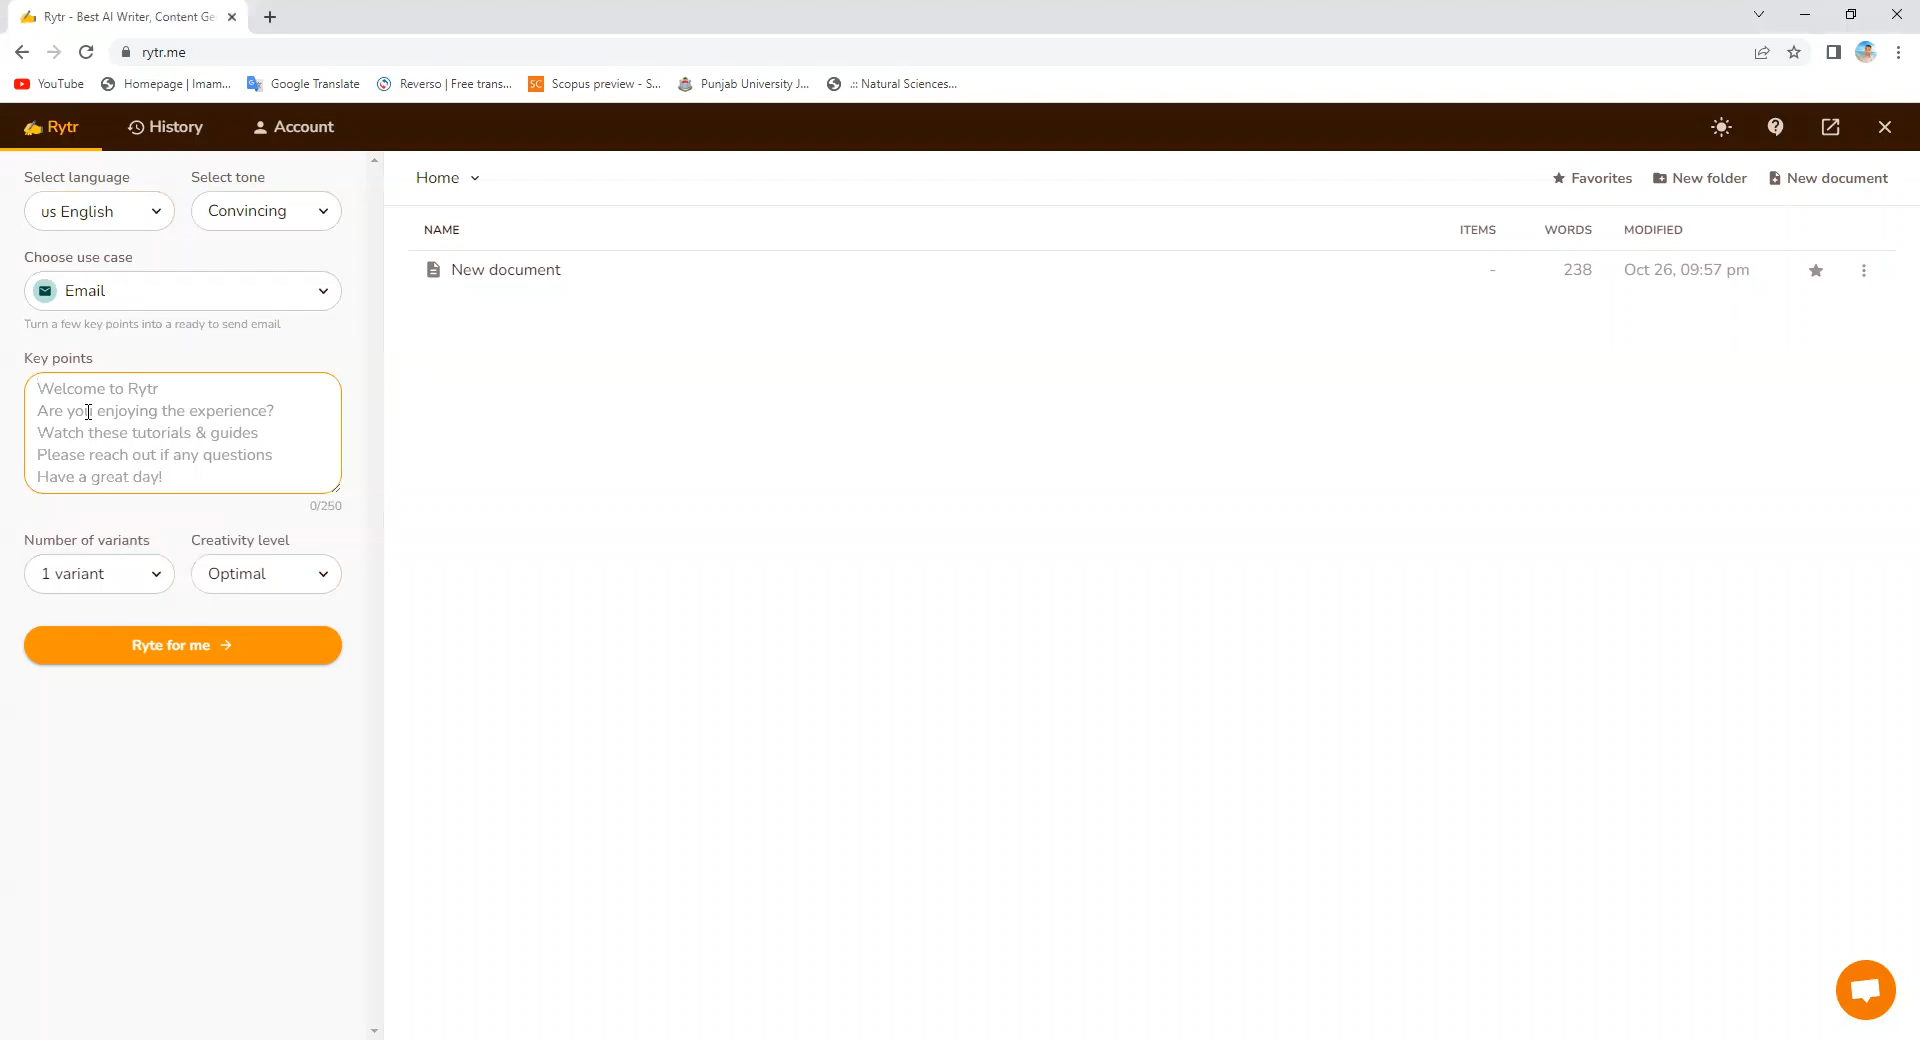 Rytr - Best AI Writer, Content Ge
rytr.me
YouTube
Homepage | Imam...
Google Translate
Reverso | Free trans...
SC
Scopus preview - S...
Punjab University J...
.:: Natural Sciences...
Rytr
History
Account
Select language
Select tone
us English
Convincing
Choose use case
Email
Turn a few key points into a ready to send email
Key points
Welcome to Rytr
Are you enjoying the experience?
Watch these tutorials & guides
Please reach out if any questions
Have a great day!
0/250
Number of variants
Creativity level
1 variant
Optimal
Ryte for me →
Home
Favorites
New folder
New document
NAME
ITEMS
WORDS
MODIFIED
New document
-
238
Oct 26, 09:57 pm